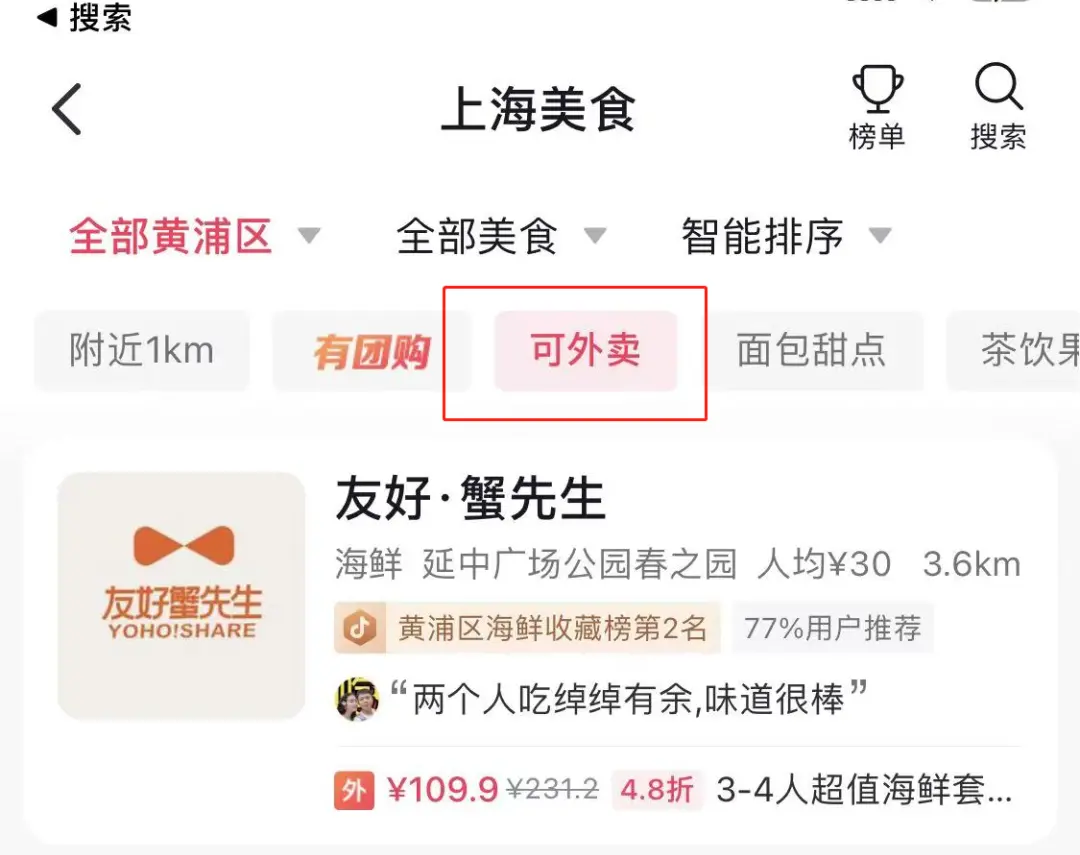 ◀ 搜索
上海美食
榜单 搜索
全部黄浦区 全部美食 智能排序
附近1km 有团购 可外卖 面包甜点 茶饮果
友好·蟹先生
海鲜 延中广场公园春之园 人均¥30 3.6km
友好蟹先生
YOHO!SHARE
黄浦区海鲜收藏榜第2名 77%用户推荐
“两个人吃绰绰有余,味道很棒”
外 ¥109.9 ¥231.2 4.8折 3-4人超值海鲜套...